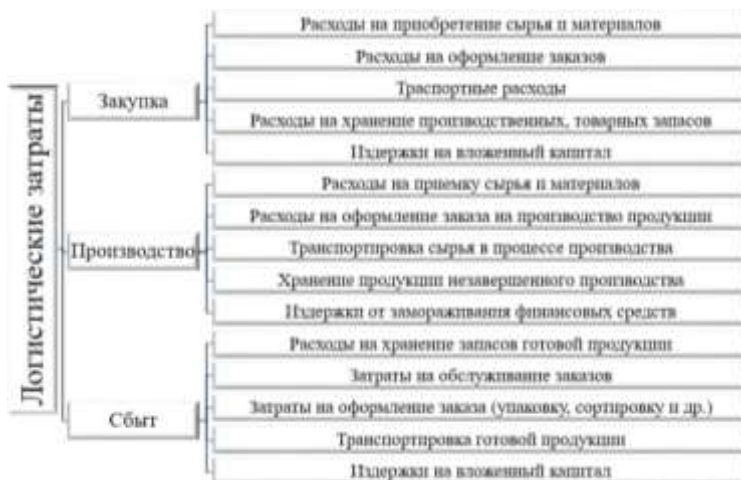 Логистические затраты
Закупка
Расходы на приобретение сырья и материалов
Расходы на оформление заказов
Траспортные расходы
Расходы на хранение производственных, товарных запасов
Издержки на вложенный капитал
Производство
Расходы на приемку сырья и материалов
Расходы на оформление заказа на производство продукции
Транспортировка сырья в процессе производства
Хранение продукции незавершенного производства
Издержки от замораживания финансовых средств
Сбыт
Расходы на хранение запасов готовой продукции
Затраты на обслуживание заказов
Затраты на оформление заказа (упаковку, сортировку и др.)
Транспортировка готовой продукции
Издержки на вложенный капитал